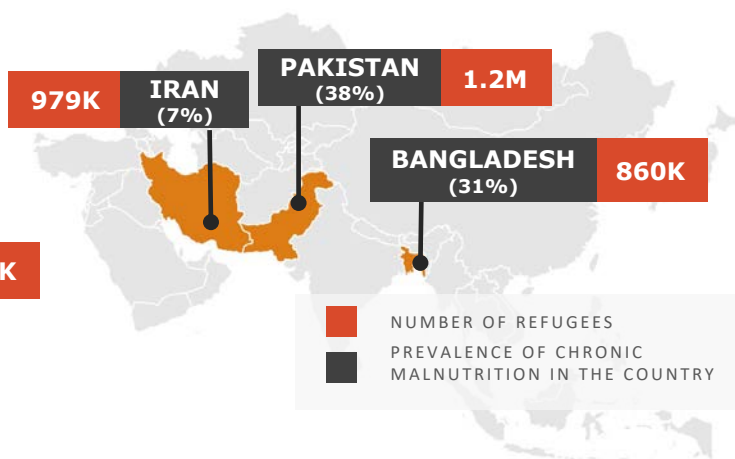 PAKISTAN
(38%)
1.2M
979K
IRAN
(7%)
BANGLADESH
(31%)
860K
K
NUMBER OF REFUGEES
PREVALENCE OF CHRONIC
MALNUTRITION IN THE COUNTRY